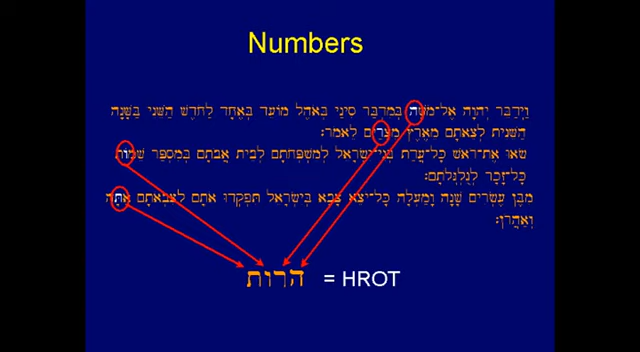 Numbers
וַיְדַבֵּר יְהוָה אֶל־מֹשֶׁה בְּמִדְבַּר סִינַי בְּאֹהֶל מוֹעֵד בְּאֶחָד לַחֹדֶשׁ הַשֵּׁנִי בַּשָּׁנָה
הַשֵּׁנִית לְצֵאתָם מֵאֶרֶץ מִצְרַיִם לֵאמֹר׃
שְׂאוּ אֶת־רֹאשׁ כָּל־עֲדַת בְּנֵי־יִשְׂרָאֵל לְמִשְׁפְּחֹתָם לְבֵית אֲבֹתָם בְּמִסְפַּר שֵׁמוֹת
כָּל־זָכָר לְגֻלְגְּלֹתָם׃
מִבֶּן עֶשְׂרִים שָׁנָה וָמַעְלָה כָּל־יֹצֵא צָבָא בְּיִשְׂרָאֵל תִּפְקְדוּ אֹתָם לְצִבְאֹתָם אַתָּה
וְאַהֲרֹן׃
הרות = HROT